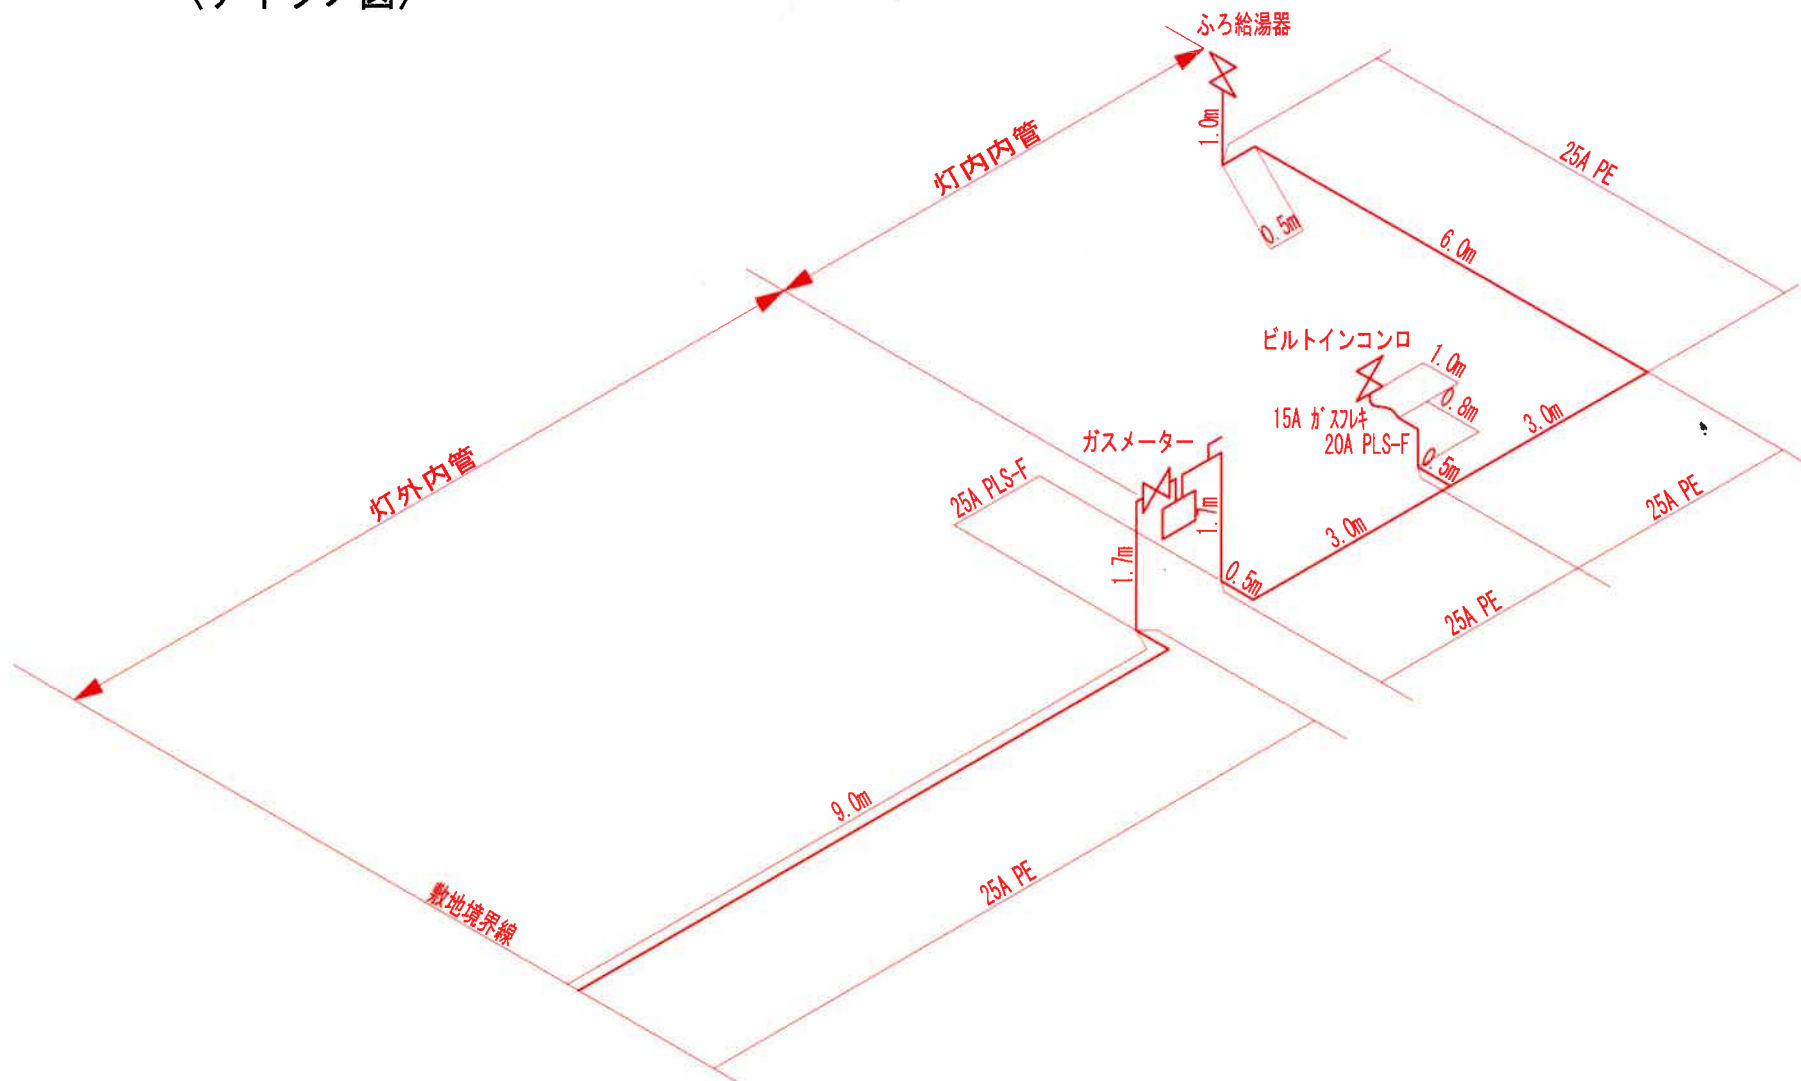 ふろ給湯器
1.0m
25A PE
灯内内管
0.5m
6.0m
ビルトインコンロ
1.0m
0.8m
15A ガスフレキ
20A PLS-F
3.0m
0.5m
ガスメーター
25A PLS-F
灯外内管
25A PE
3.0m
1.7m
0.5m
25A PE
9.0m
25A PE
敷地境界線